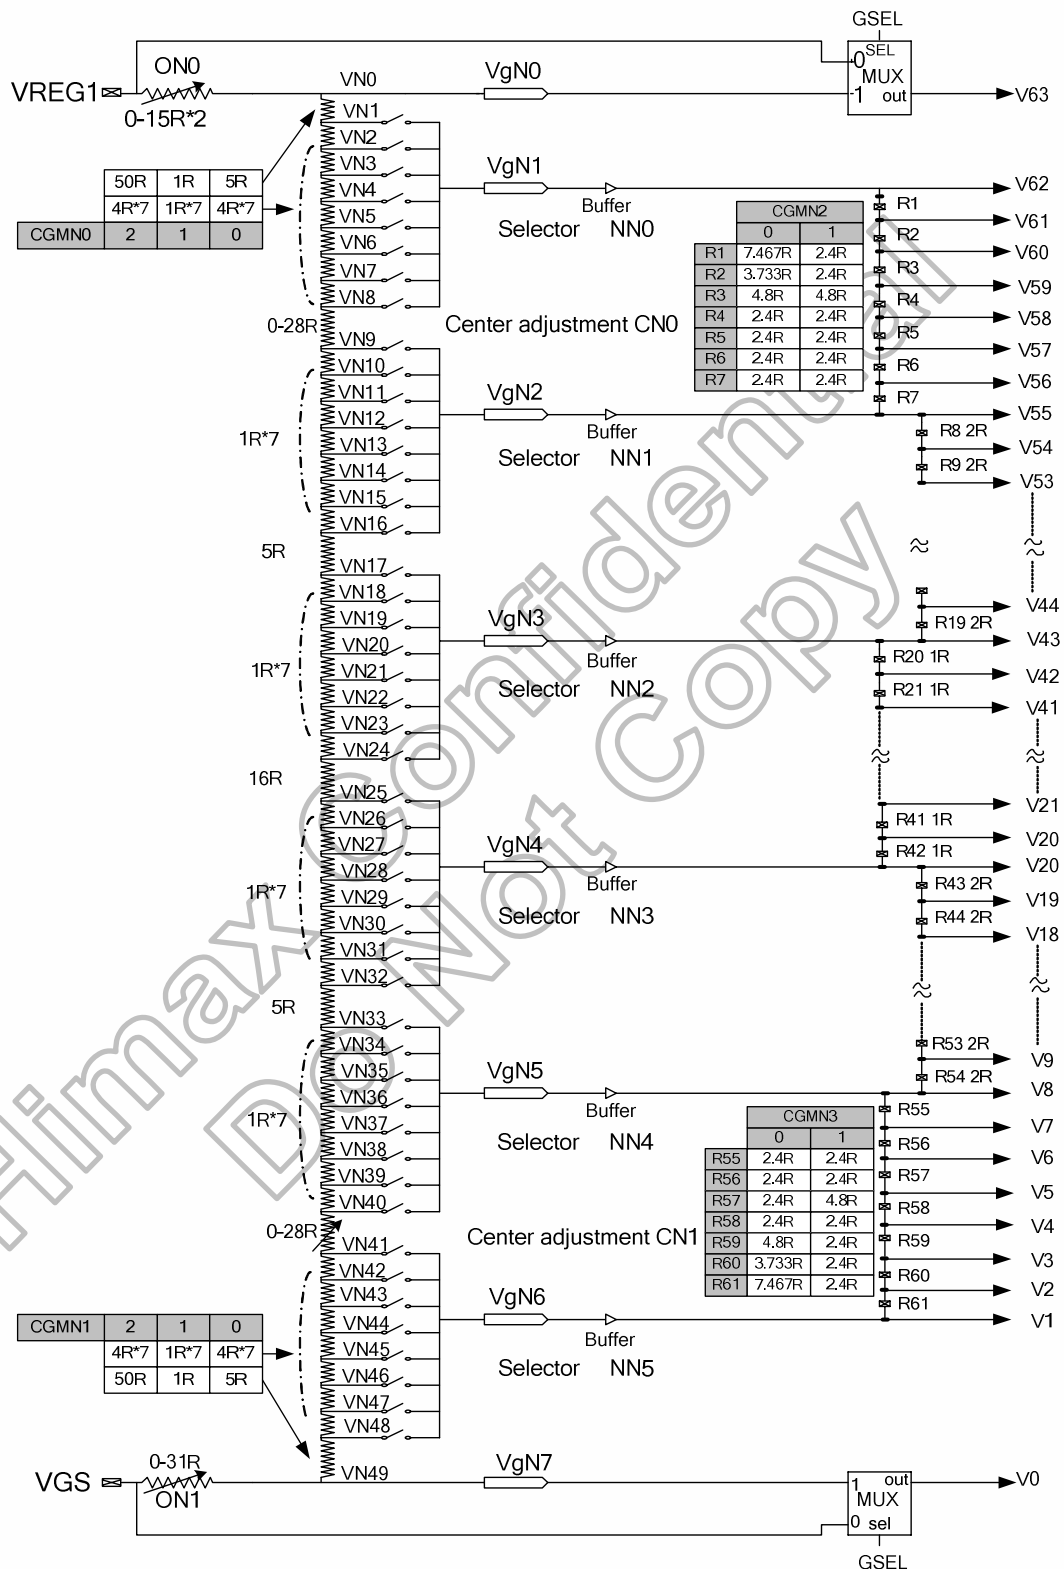 GSEL
SEL
0
MUX
1 out
VREG1
ON0
0-15R*2
VN0
VgN0
V63
VN1
VN2
VN3
VN4
VN5
VN6
VN7
VN8
50R 1R 5R
4R*7 1R*7 4R*7
CGMN0 2 1 0
VgN1
Buffer
Selector NN0
V62
R1
V61
R2
V60
R3
V59
R4
V58
R5
V57
R6
V56
R7
V55
CGMN2
0 1
R1 7.467R 2.4R
R2 3.733R 2.4R
R3 4.8R 4.8R
R4 2.4R 2.4R
R5 2.4R 2.4R
R6 2.4R 2.4R
R7 2.4R 2.4R
0-28R
Center adjustment CN0
VN9
VN10
VN11
VN12
VN13
VN14
VN15
VN16
1R*7
VgN2
Buffer
Selector NN1
R8 2R
V54
R9 2R
V53
5R
VN17
VN18
VN19
VN20
VN21
VN22
VN23
VN24
1R*7
VgN3
Buffer
Selector NN2
V44
R19 2R
V43
R20 1R
V42
R21 1R
V41
16R
VN25
VN26
VN27
VN28
VN29
VN30
VN31
VN32
1R*7
VgN4
Buffer
Selector NN3
V21
R41 1R
V20
R42 1R
V20
R43 2R
V19
R44 2R
V18
5R
VN33
VN34
VN35
VN36
VN37
VN38
VN39
VN40
1R*7
VgN5
Buffer
Selector NN4
R53 2R
V9
R54 2R
V8
R55
V7
R56
V6
R57
V5
R58
V4
R59
V3
R60
V2
R61
V1
CGMN3
0 1
R55 2.4R 2.4R
R56 2.4R 2.4R
R57 2.4R 4.8R
R58 2.4R 2.4R
R59 4.8R 2.4R
R60 3.733R 2.4R
R61 7.467R 2.4R
0-28R
Center adjustment CN1
VN41
VN42
VN43
VN44
VN45
VN46
VN47
VN48
CGMN1 2 1 0
4R*7 1R*7 4R*7
50R 1R 5R
VgN6
Buffer
Selector NN5
VGS
0-31R
ON1
VN49
VgN7
1 out
MUX
0 sel
GSEL
V0
Himax Confidential
Do Not Copy